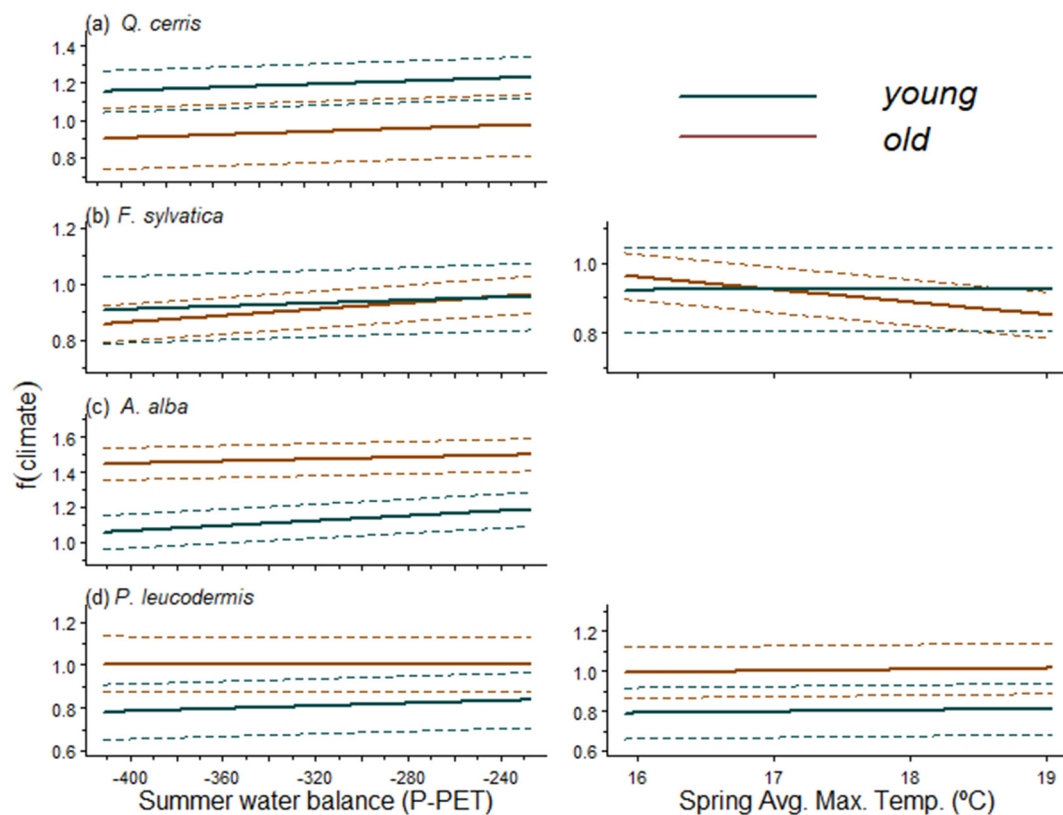 (a) Q. cerris
1.4
1.2
1.0
0.8
young
old
(b) F. sylvatica
1.2
1.0
0.8
1.0
0.8
f(climate)
(c) A. alba
1.6
1.4
1.2
1.0
(d) P. leucodermis
1.2
1.0
0.8
0.6
1.2
1.0
0.8
0.6
-400 -360 -320 -280 -240
16 17 18 19
Summer water balance (P-PET)
Spring Avg. Max. Temp. (ºC)